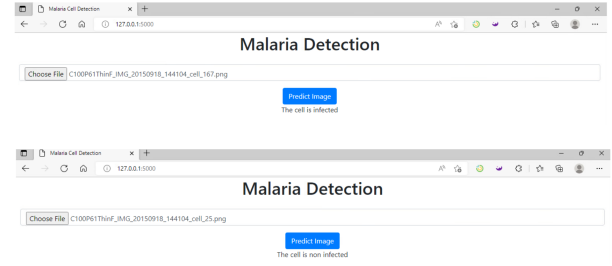 Malaria Cell Detection
127.0.0.1:5000
Malaria Detection
Choose File C100P61ThinF_IMG_20150918_144104_cell_167.png
Predict Image
The cell is infected
Malaria Cell Detection
127.0.0.1:5000
Malaria Detection
Choose File C100P61ThinF_IMG_20150918_144104_cell_25.png
Predict Image
The cell is non infected